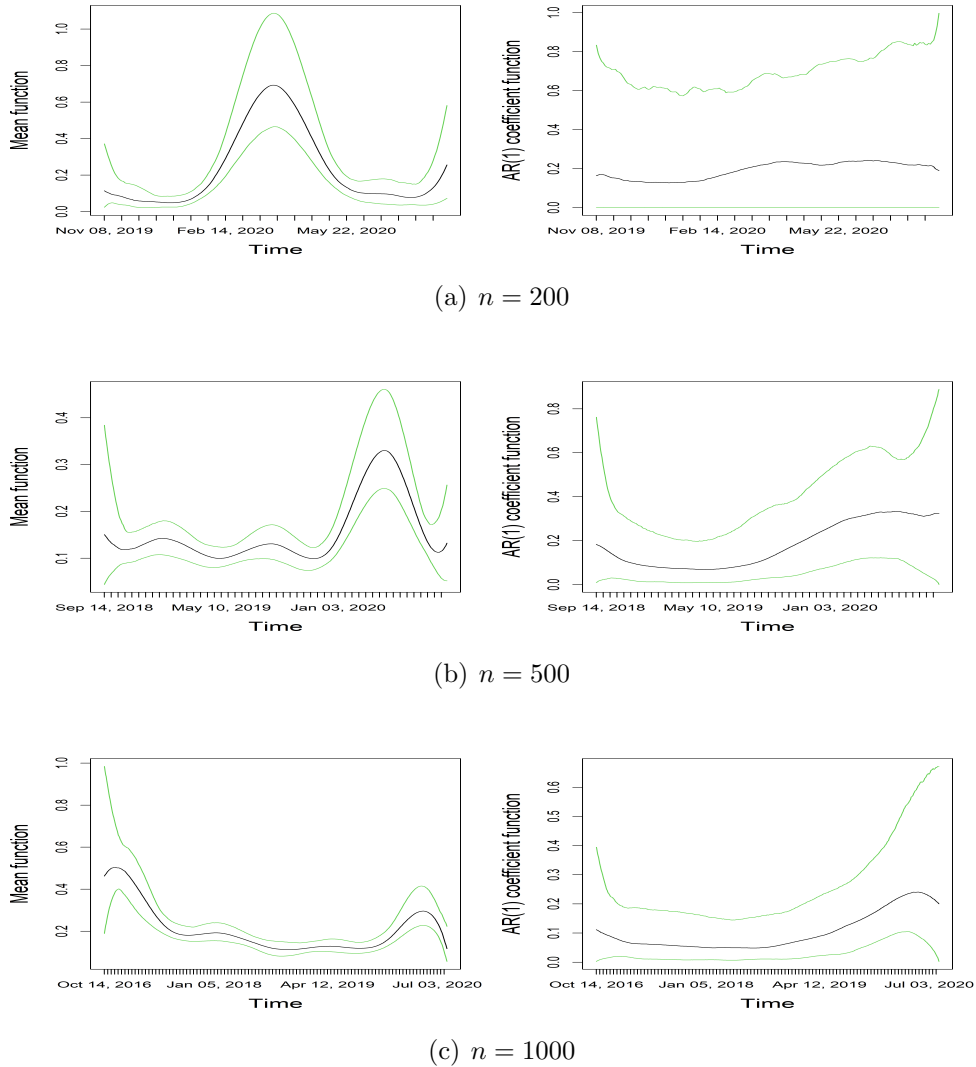 Mean function
1.0
0.8
0.6
0.4
0.2
0.0
Nov 08, 2019 Feb 14, 2020 May 22, 2020
Time
AR(1) coefficient function
1.0
0.8
0.6
0.4
0.2
0.0
Nov 08, 2019 Feb 14, 2020 May 22, 2020
Time
(a) n = 200
Mean function
0.4
0.3
0.2
0.1
Sep 14, 2018 May 10, 2019 Jan 03, 2020
Time
AR(1) coefficient function
0.8
0.6
0.4
0.2
0.0
Sep 14, 2018 May 10, 2019 Jan 03, 2020
Time
(b) n = 500
Mean function
1.0
0.8
0.6
0.4
0.2
Oct 14, 2016 Jan 05, 2018 Apr 12, 2019 Jul 03, 2020
Time
AR(1) coefficient function
0.6
0.5
0.4
0.3
0.2
0.1
0.0
Oct 14, 2016 Jan 05, 2018 Apr 12, 2019 Jul 03, 2020
Time
(c) n = 1000